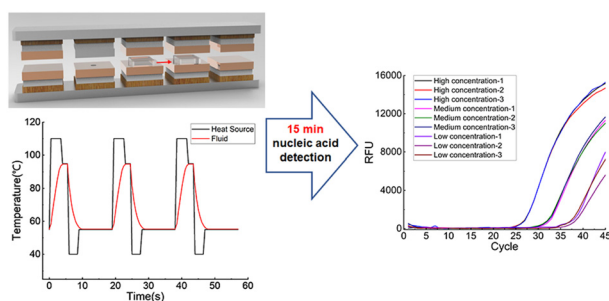 Heat Source
Fluid
Temperature(℃)
120
100
80
60
40
0
10
20
30
40
50
60
Time(s)
15 min
nucleic acid
detection
RFU
16000
12000
8000
4000
0
High concentration-1
High concentration-2
High concentration-3
Medium concentration-1
Medium concentration-2
Medium concentration-3
Low concentration-1
Low concentration-2
Low concentration-3
0
5
10
15
20
25
30
35
40
45
Cycle